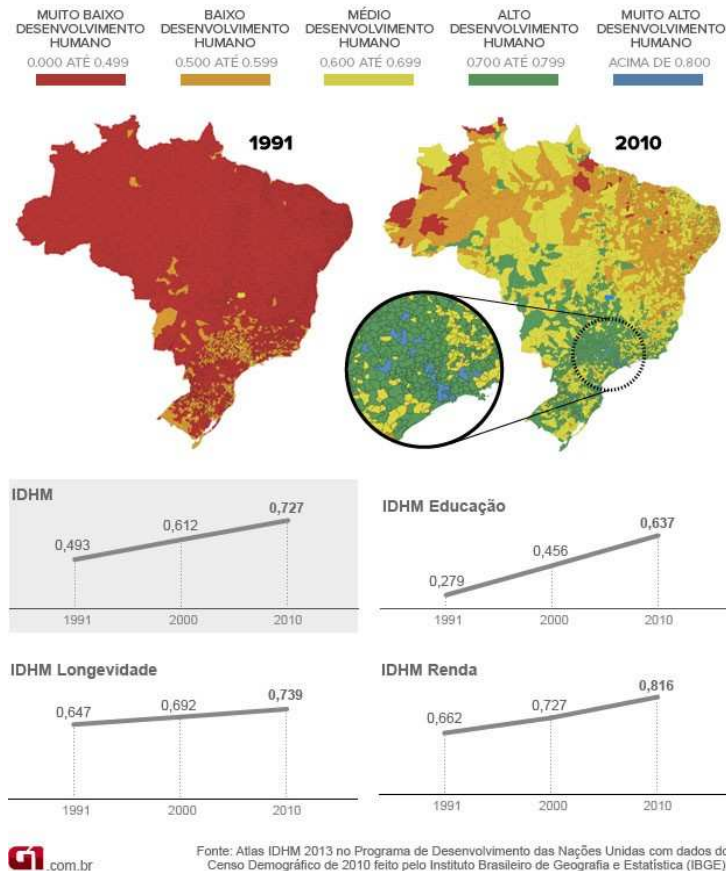 MUITO BAIXO
DESENVOLVIMENTO
HUMANO
0.000 ATÉ 0.499
BAIXO
DESENVOLVIMENTO
HUMANO
0.500 ATÉ 0.599
MÉDIO
DESENVOLVIMENTO
HUMANO
0,600 ATÉ 0.699
ALTO
DESENVOLVIMENTO
HUMANO
0700 ATÉ 0.799
MUITO ALTO
DESENVOLVIMENTO
HUMANO
ACIMA DE 0.800
1991
2010
IDHM
0,493
0,612
0,727
1991
2000
2010
IDHM Educação
0,279
0,456
0,637
1991
2000
2010
IDHM Longevidade
0,647
0,692
0,739
1991
2000
2010
IDHM Renda
0,662
0,727
0,816
1991
2000
2010
G1.com.br
Fonte: Atlas IDHM 2013 no Programa de Desenvolvimento das Nações Unidas com dados do
Censo Demográfico de 2010 feito pelo Instituto Brasileiro de Geografia e Estatística (IBGE)